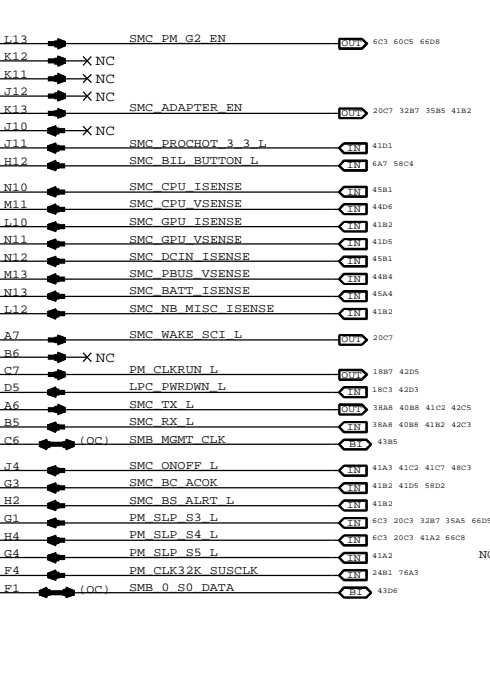 L13 SMC_PM_G2_EN OUT 6C3 60C5 66D8
K12 NC
K11 NC
J12 NC
K13 SMC_ADAPTER_EN OUT 20C7 32B7 35B5 41B2
J10 NC
J11 SMC_PROCHOT_3_3_L IN 41D1
H12 SMC_BIL_BUTTON_L IN 6A7 58C4
N10 SMC_CPU_ISENSE IN 45B1
M11 SMC_CPU_VSENSE IN 44D6
L10 SMC_GPU_ISENSE IN 41B2
N11 SMC_GPU_VSENSE IN 41D5
N12 SMC_DCIN_ISENSE IN 45B1
M13 SMC_PBUS_VSENSE IN 44B4
N13 SMC_BATT_ISENSE IN 45A4
L12 SMC_NB_MISC_ISENSE IN 41B2
A7 SMC_WAKE_SCI_L OUT 20C7
B6 NC
C7 PM_CLKRUN_L OUT 18B7 42D5
D5 LPC_PWRDWN_L IN 18C3 42D3
A6 SMC_TX_L OUT 38A8 40B8 41C2 42C5
B5 SMC_RX_L IN 38A8 40B8 41B2 42C3
C6 (OC) SMB_MGMT_CLK BI 43B5
J4 SMC_ONOFF_L IN 41A3 41C2 41C7 48C3
G3 SMC_BC_ACOK IN 41B2 41D5 58D2
H2 SMC_BS_ALRT_L IN 41B2
G1 PM_SLP_S3_L IN 6C3 20C3 32B7 35A5 66D5
H4 PM_SLP_S4_L IN 6C3 20C3 41A2 66C8
G4 PM_SLP_S5_L IN 41A2 NC
F4 PM_CLK32K_SUSCLK IN 24B1 76A3
F1 (OC) SMB_0_S0_DATA BI 43D6